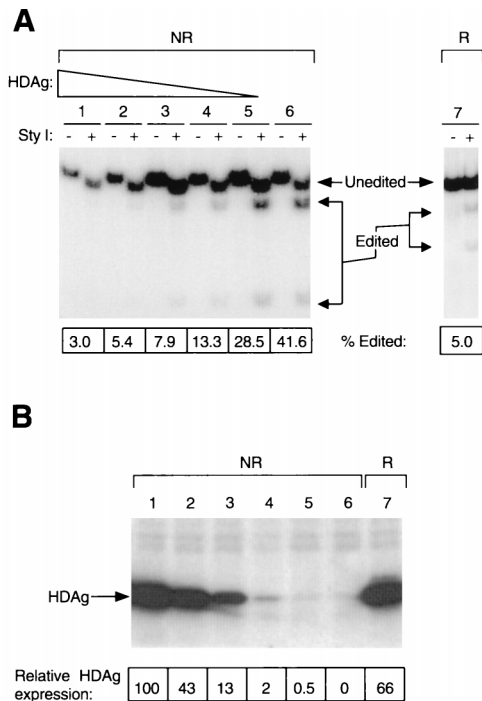 A
NR
R
HDAg:
1 2 3 4 5 6 7
Sty I: - + - + - + - + - + - + - +
Unedited
Edited
3.0 5.4 7.9 13.3 28.5 41.6 % Edited: 5.0
B
NR R
1 2 3 4 5 6 7
HDAg
Relative HDAg
expression: 100 43 13 2 0.5 0 66